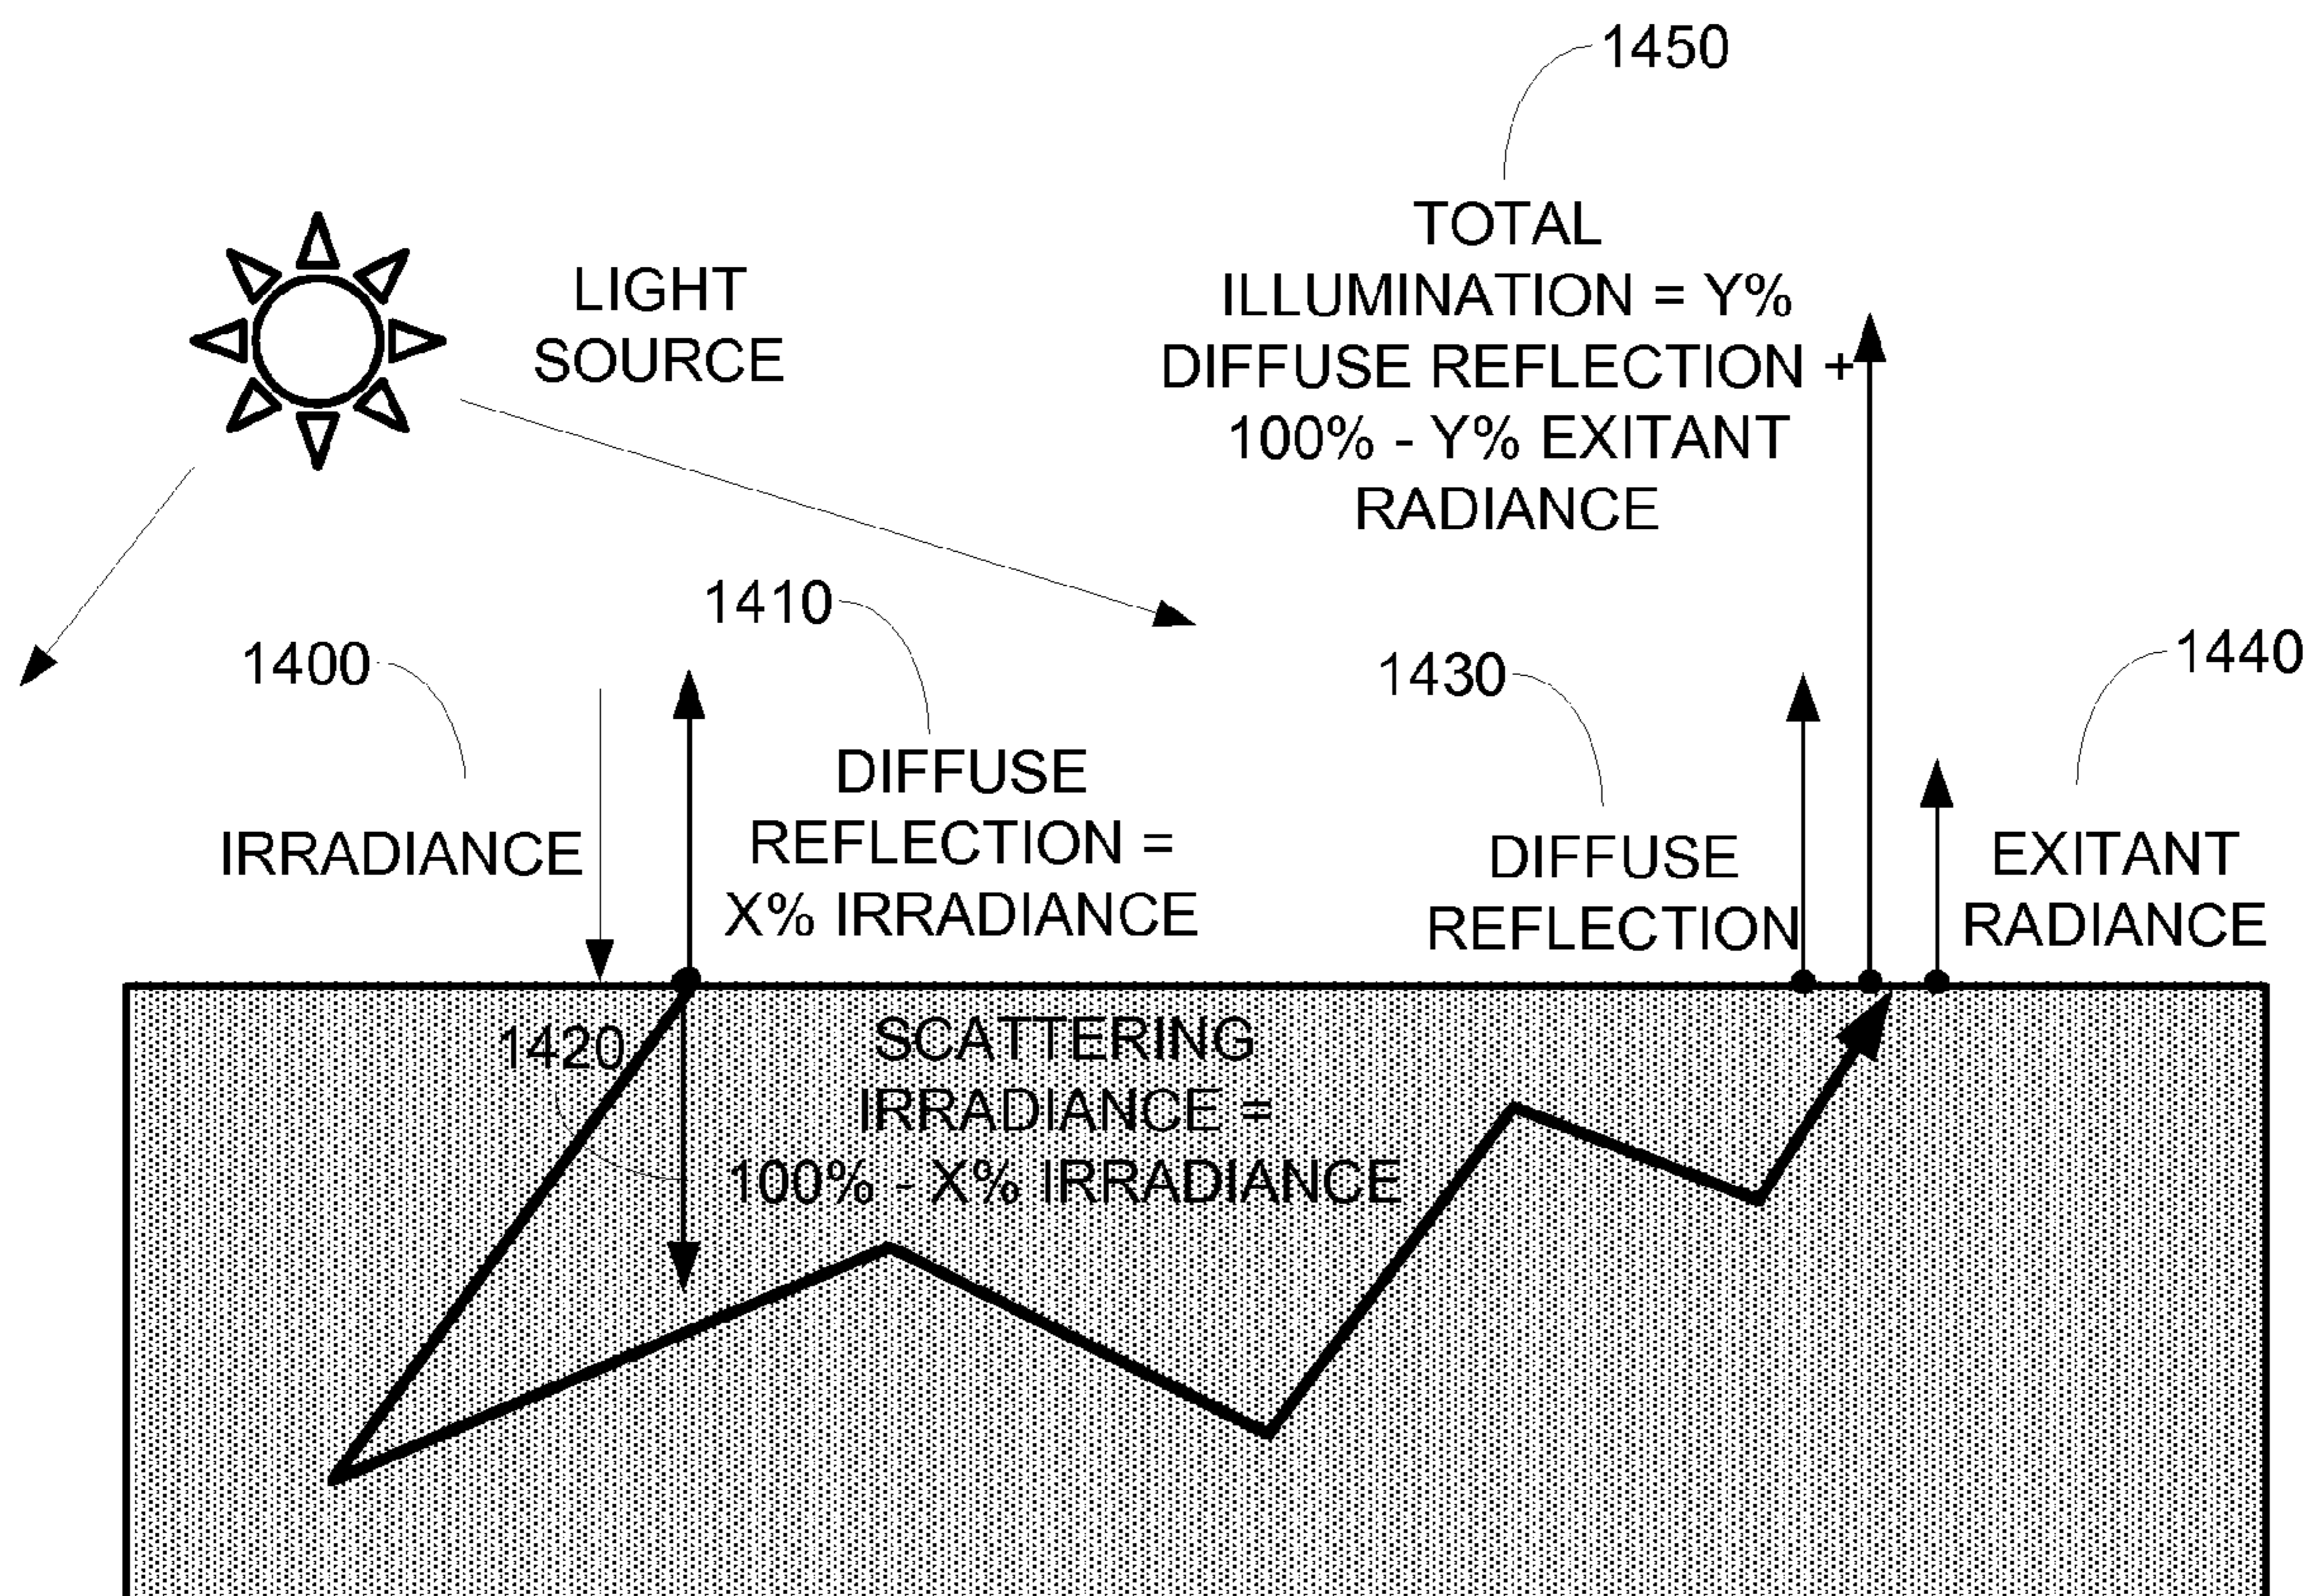 1450
TOTAL
ILLUMINATION = Y%
DIFFUSE REFLECTION +
100% - Y% EXITANT
RADIANCE
LIGHT
SOURCE
1410
1400
1430
1440
IRRADIANCE
DIFFUSE
REFLECTION =
X% IRRADIANCE
DIFFUSE
REFLECTION
EXITANT
RADIANCE
1420
SCATTERING
IRRADIANCE =
100% - X% IRRADIANCE